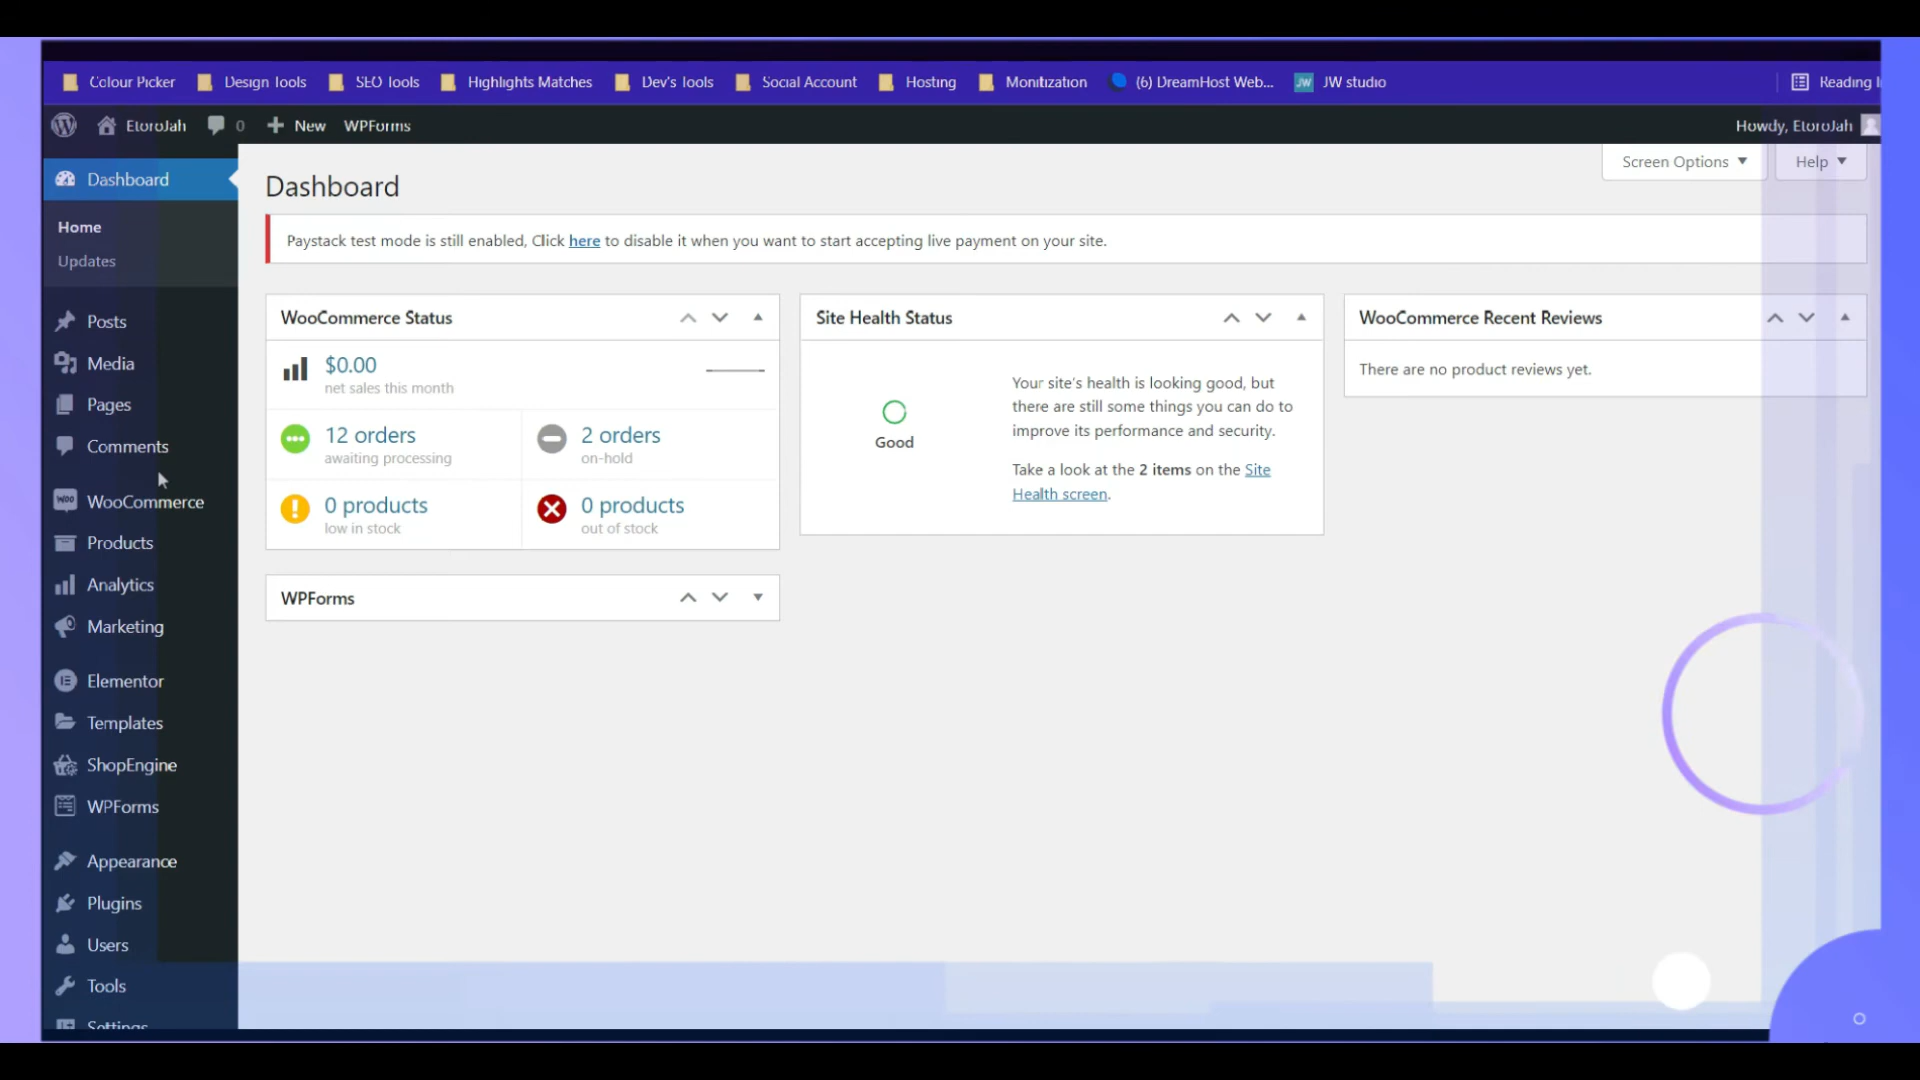 Colour Picker
Design Tools
SEO Tools
Highlights Matches
Dev's Tools
Social Account
Hosting
Monitization
(6) DreamHost Web...
JW JW studio
Reading
EtoroJah
0
New
WPForms
Howdy, EtoroJah
Dashboard
Home
Updates
Posts
Media
Pages
Comments
Woo WooCommerce
Products
Analytics
Marketing
Elementor
Templates
ShopEngine
WPForms
Appearance
Plugins
Users
Tools
Settings
Screen Options
Help
Dashboard
Paystack test mode is still enabled, Click here to disable it when you want to start accepting live payment on your site.
WooCommerce Status
$0.00
net sales this month
12 orders
awaiting processing
2 orders
on-hold
0 products
low in stock
0 products
out of stock
WPForms
Site Health Status
Good
Your site's health is looking good, but
there are still some things you can do to
improve its performance and security.
Take a look at the 2 items on the Site
Health screen.
WooCommerce Recent Reviews
There are no product reviews yet.